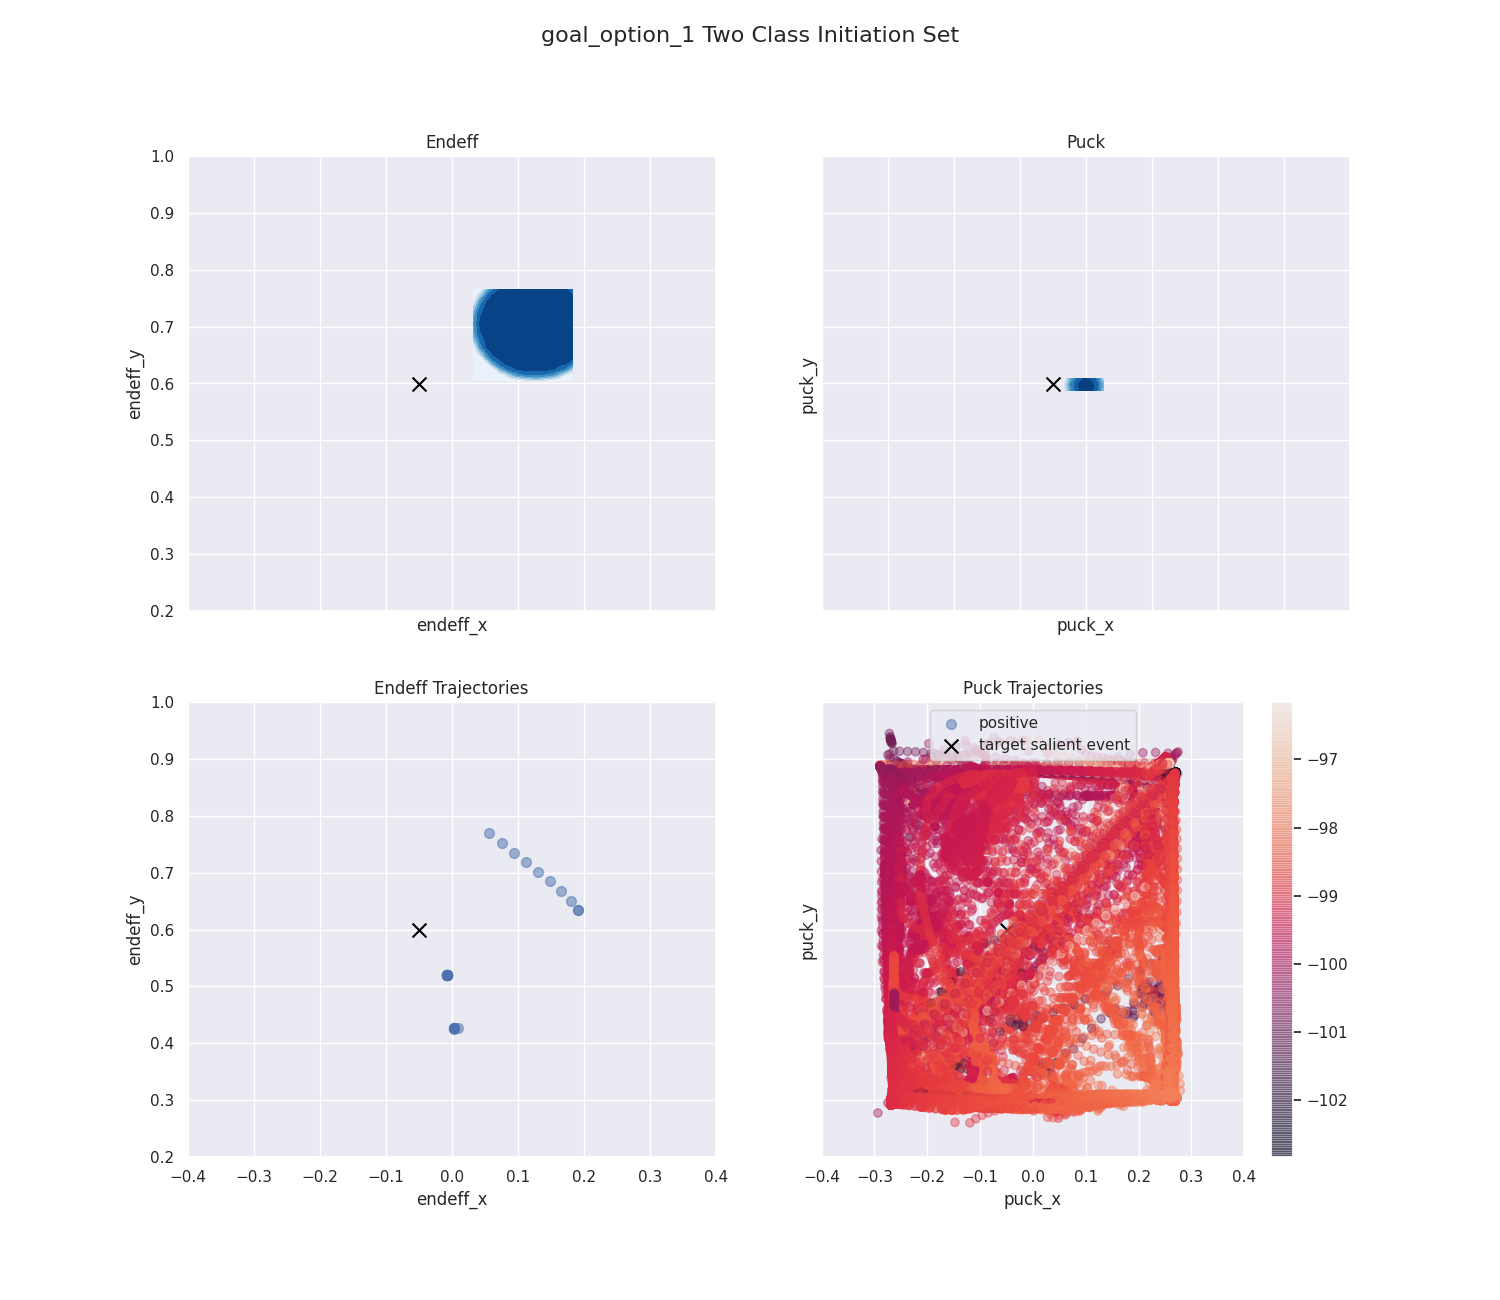 goal_option_1 Two Class Initiation Set
Endeff
1.0
0.9
0.8
0.7
0.6
0.5
0.4
0.3
0.2
endeff_y
endeff_x
Puck
puck_y
puck_x
Endeff Trajectories
1.0
0.9
0.8
0.7
0.6
0.5
0.4
0.3
0.2
endeff_y
−0.4 −0.3 −0.2 −0.1 0.0 0.1 0.2 0.3 0.4
endeff_x
Puck Trajectories
positive
target salient event
puck_y
−0.4 −0.3 −0.2 −0.1 0.0 0.1 0.2 0.3 0.4
puck_x
−97
−98
−99
−100
−101
−102